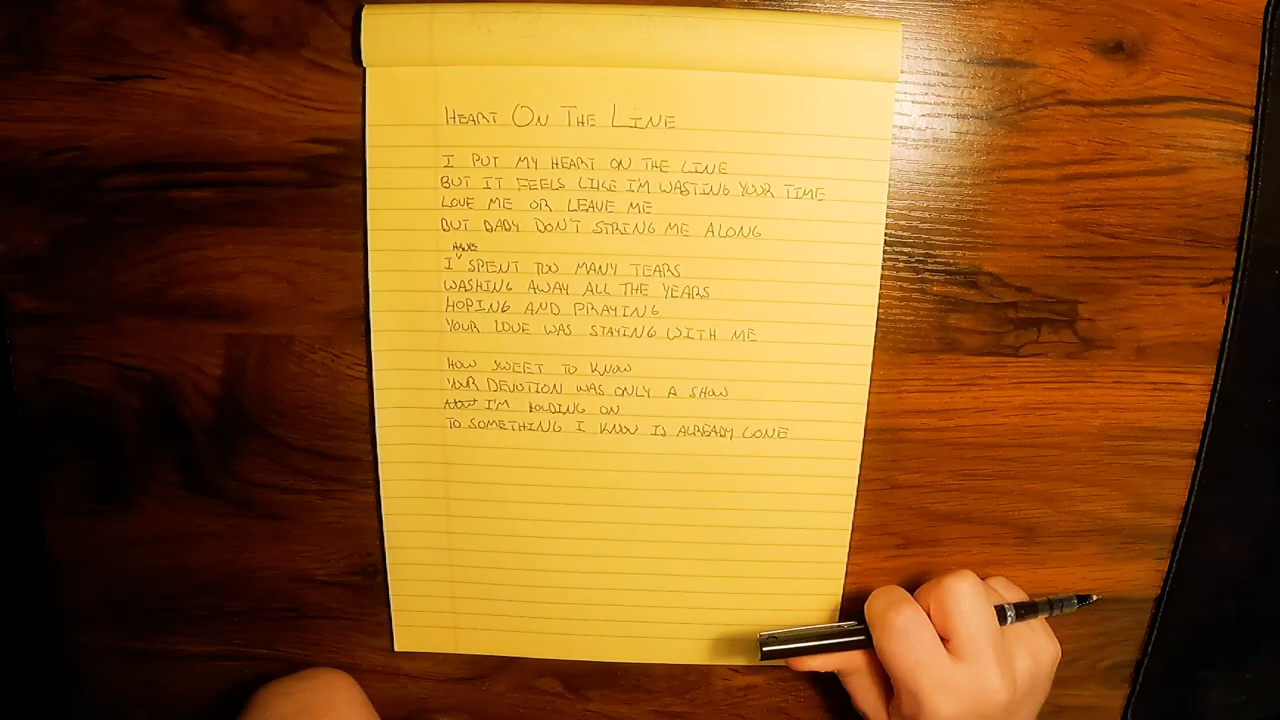 HEART ON THE LINE
I PUT MY HEART ON THE LINE
BUT IT FEELS LIKE I'M WASTING YOUR TIME
LOVE ME OR LEAVE ME
BUT BABY DON'T STRING ME ALONG
I SPENT TOO MANY TEARS
WASHING AWAY ALL THE YEARS
HOPING AND PRAYING
YOUR LOVE WAS STAYING WITH ME
HOW SWEET TO KNOW
YOUR DEVOTION WAS ONLY A SHOW
I'M HOLDING ON
TO SOMETHING I KNOW IS ALREADY GONE